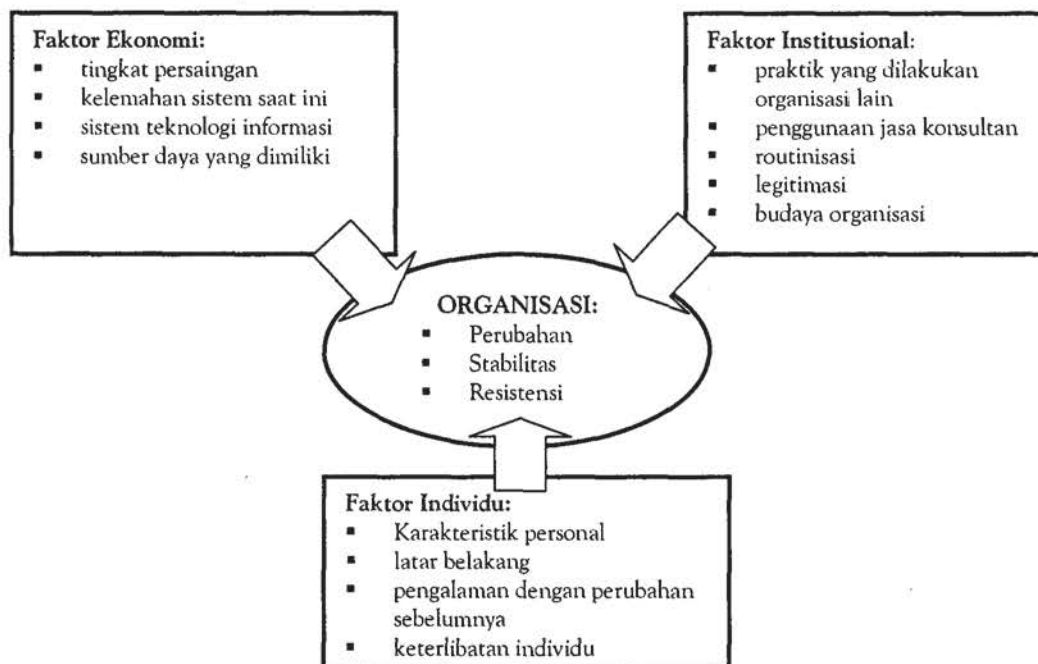 Faktor Ekonomi:
▪ tingkat persaingan
▪ kelemahan sistem saat ini
▪ sistem teknologi informasi
▪ sumber daya yang dimiliki
Faktor Institusional:
▪ praktik yang dilakukan
organisasi lain
▪ penggunaan jasa konsultan
▪ routinisasi
▪ legitimasi
▪ budaya organisasi
ORGANISASI:
▪ Perubahan
▪ Stabilitas
▪ Resistensi
Faktor Individu:
▪ Karakteristik personal
▪ latar belakang
▪ pengalaman dengan perubahan
sebelumnya
▪ keterlibatan individu